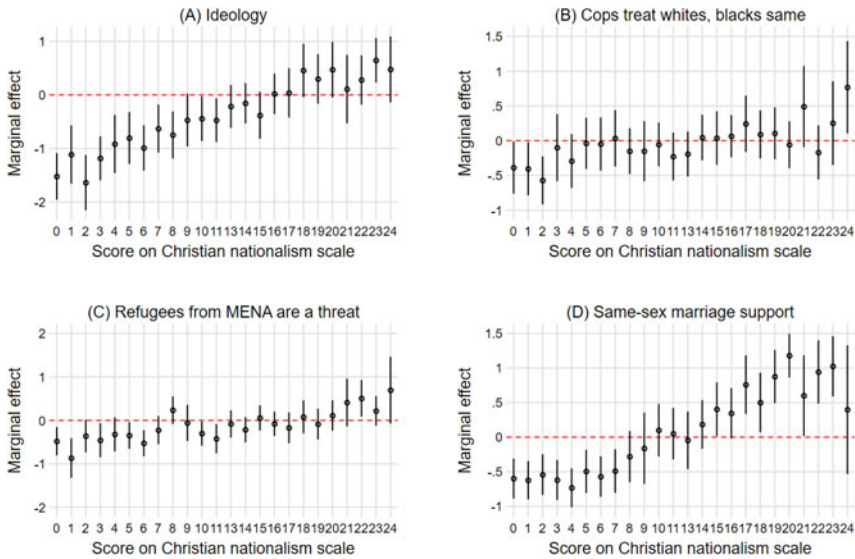 (A) Ideology
Marginal effect
1
0
-1
-2
0 1 2 3 4 5 6 7 8 9 10 11 13 14 15 16 17 18 19 20 21 22 23 24
Score on Christian nationalism scale
(B) Cops treat whites, blacks same
Marginal effect
1.5
1
.5
0
-.5
-1
0 1 2 3 4 5 6 7 8 9 10 11 13 14 15 16 17 18 19 20 21 22 23 24
Score on Christian nationalism scale
(C) Refugees from MENA are a threat
Marginal effect
2
1
0
-1
-2
0 1 2 3 4 5 6 7 8 9 10 11 13 14 15 16 17 18 19 20 21 22 23 24
Score on Christian nationalism scale
(D) Same-sex marriage support
Marginal effect
1.5
1
.5
0
-.5
-1
0 1 2 3 4 5 6 7 8 9 10 11 13 14 15 16 17 18 19 20 21 22 23 24
Score on Christian nationalism scale